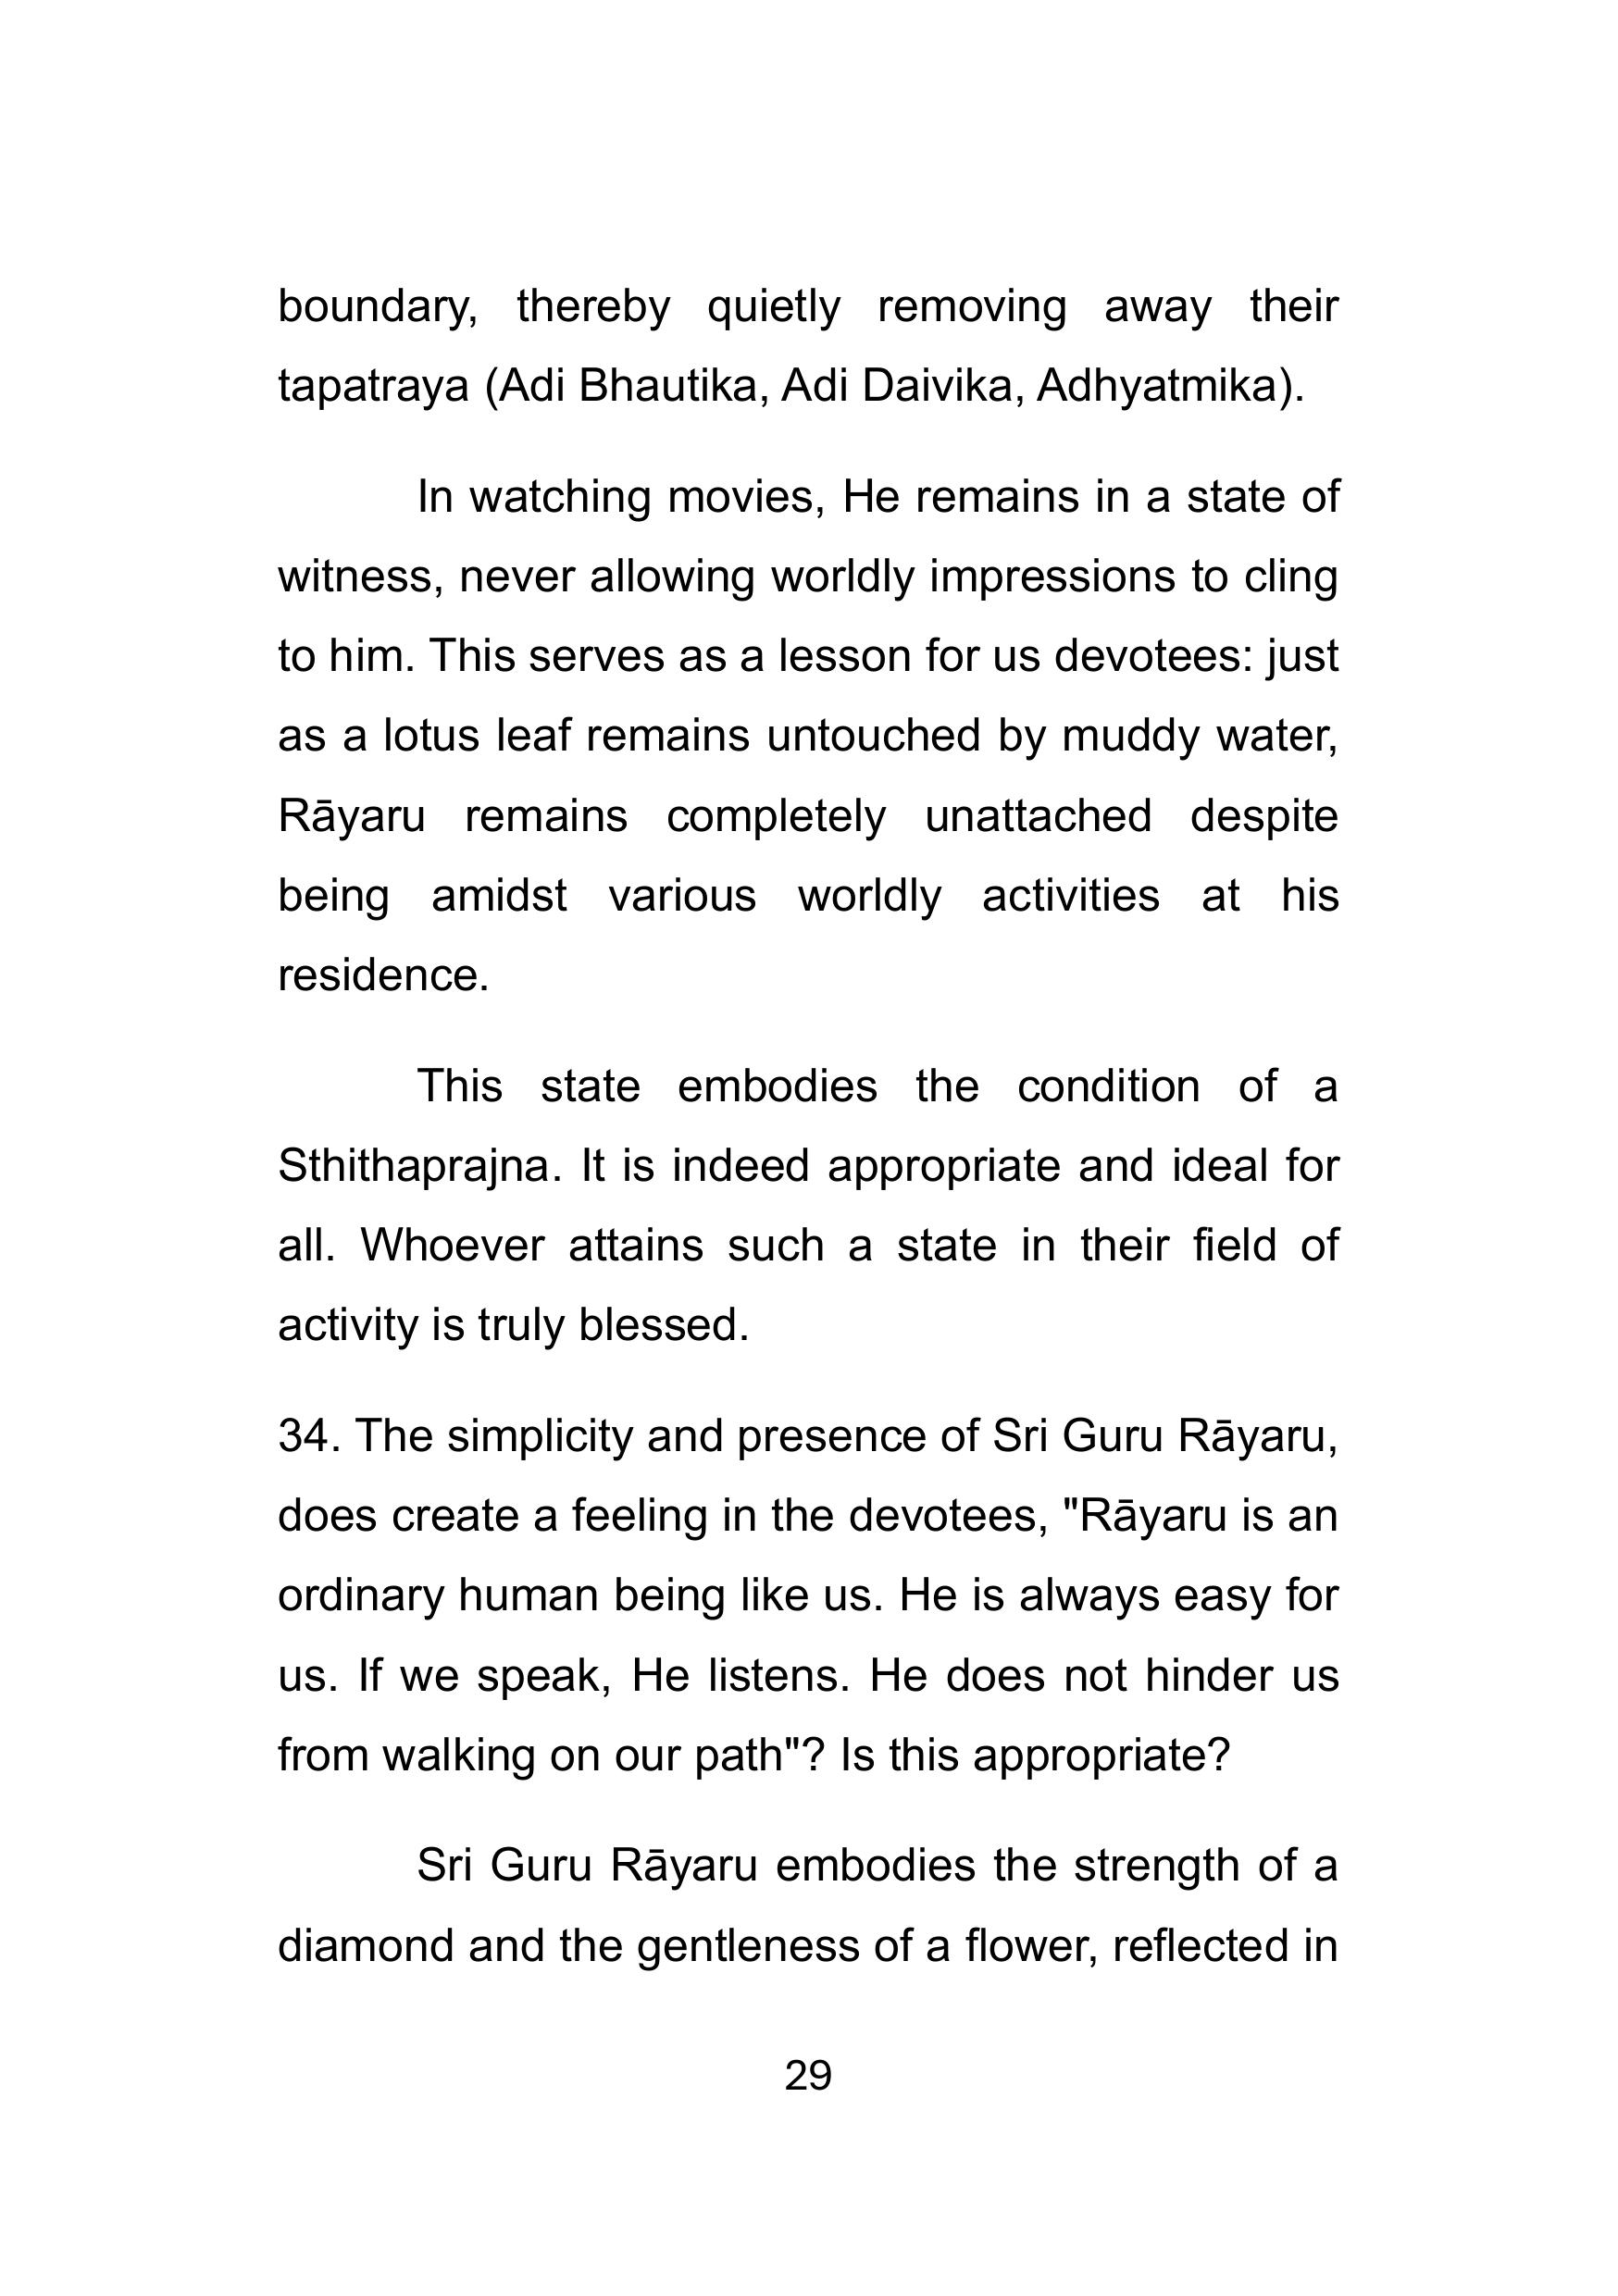 boundary, thereby quietly removing away their
tapatraya (Adi Bhautika, Adi Daivika, Adhyatmika).
In watching movies, He remains in a state of
witness, never allowing worldly impressions to cling
to him. This serves as a lesson for us devotees: just
as a lotus leaf remains untouched by muddy water,
Rāyaru remains completely unattached despite
being amidst various worldly activities at his
residence.
This state embodies the condition of a
Sthithaprajna. It is indeed appropriate and ideal for
all. Whoever attains such a state in their field of
activity is truly blessed.
34. The simplicity and presence of Sri Guru Rāyaru,
does create a feeling in the devotees, "Rāyaru is an
ordinary human being like us. He is always easy for
us. If we speak, He listens. He does not hinder us
from walking on our path"? Is this appropriate?
Sri Guru Rāyaru embodies the strength of a
diamond and the gentleness of a flower, reflected in
29